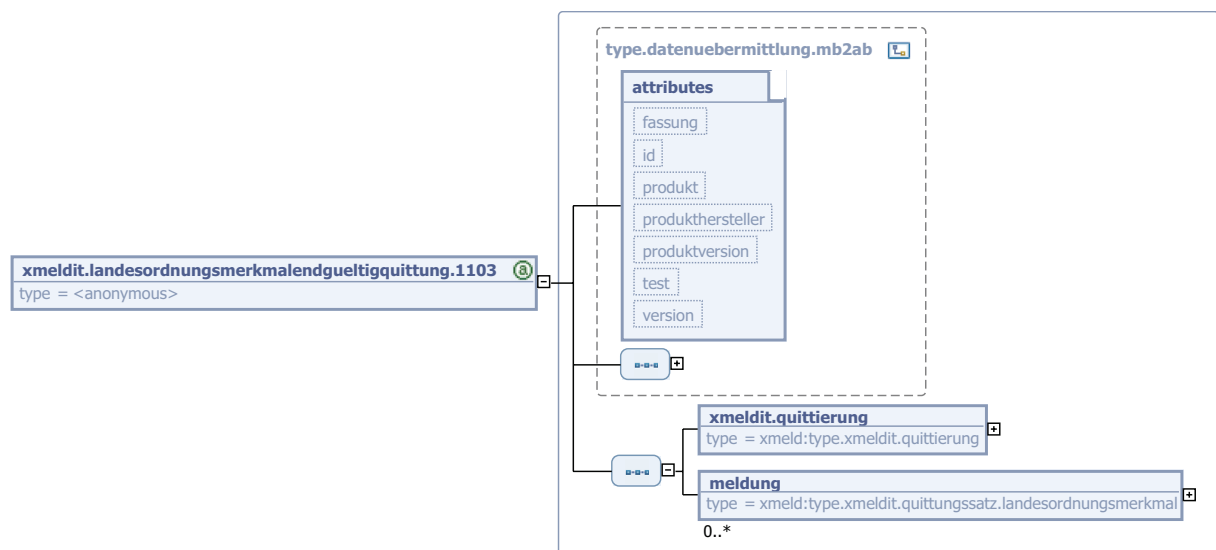 type.datenuebermittlung.mb2ab
attributes
fassung
id
produkt
produkthersteller
produktversion
test
version
xmeldit.landesordnungsmerkmalendgueltigquittung.1103 a
type = <anonymous>
xmeldit.quittierung
type = xmeld:type.xmeldit.quittierung
meldung
type = xmeld:type.xmeldit.quittungssatz.landesordnungsmerkmal
0..*